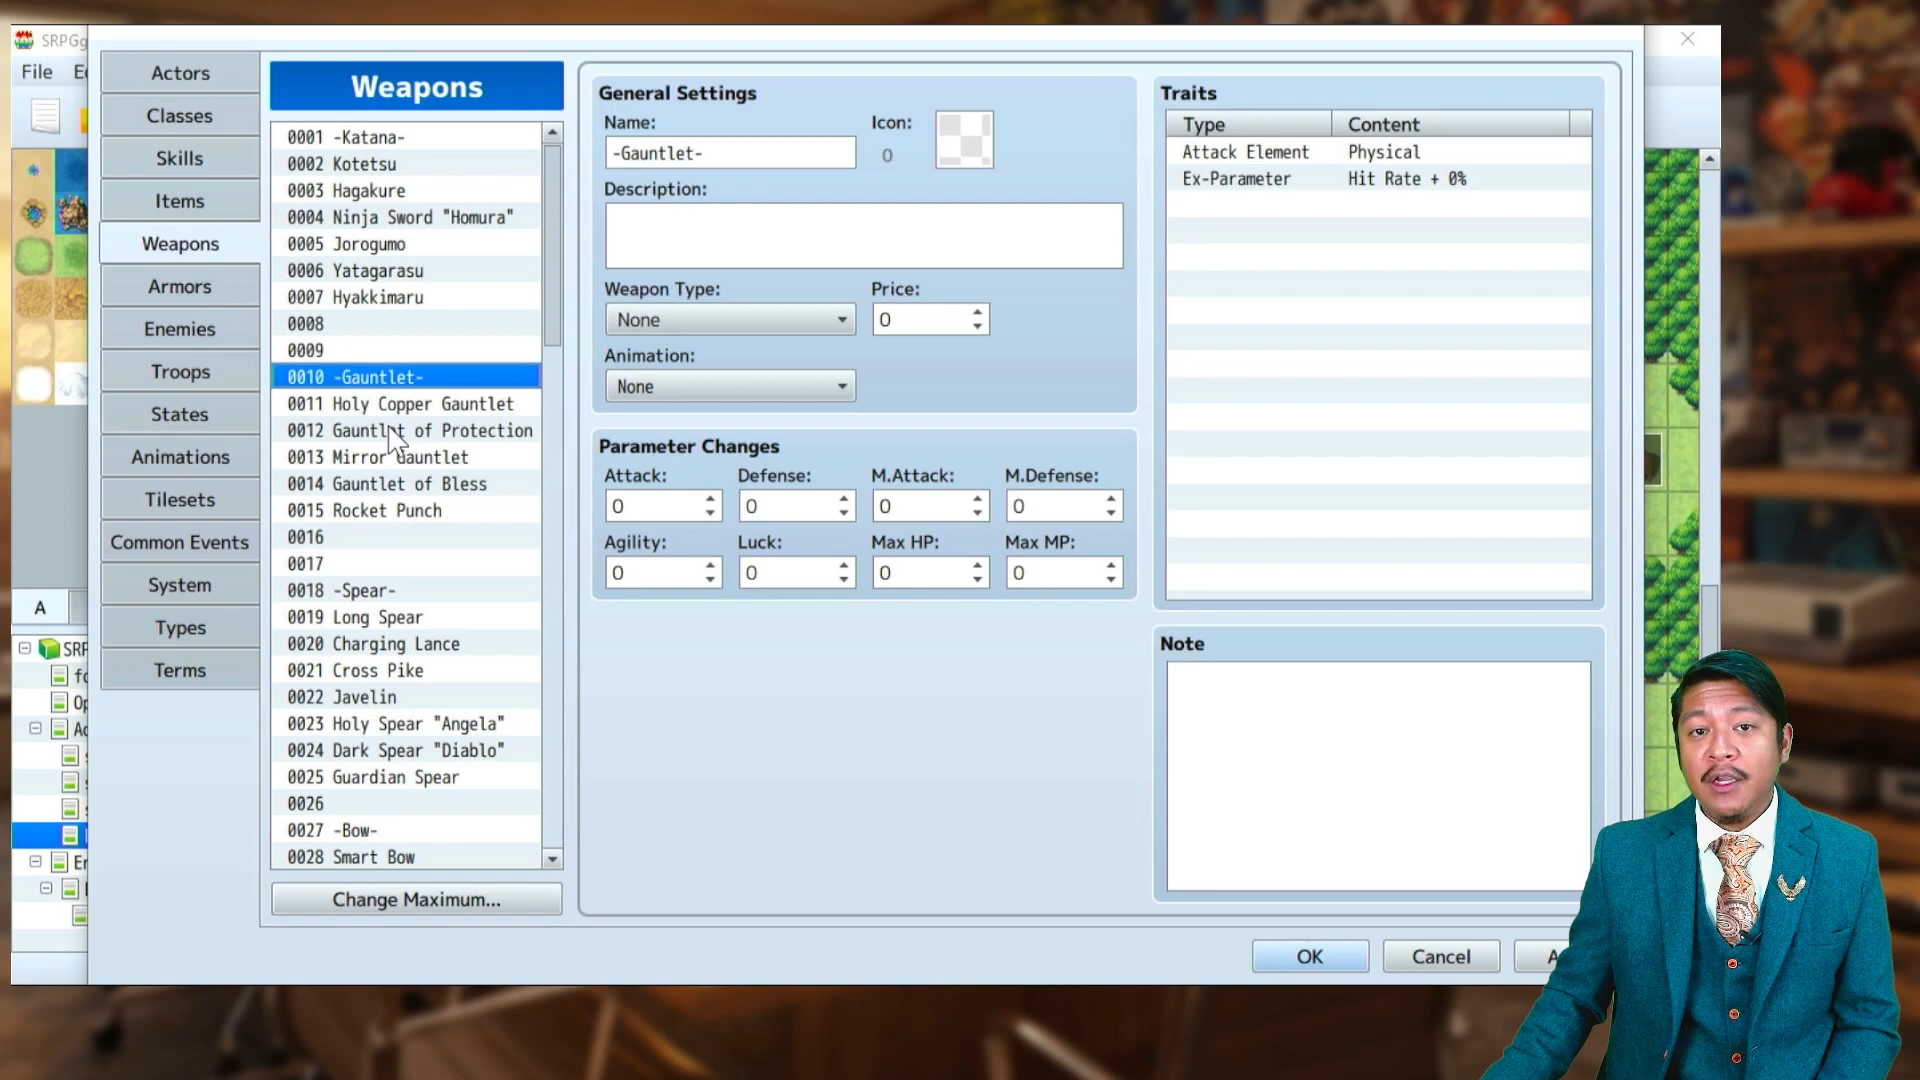 SRPG
File
Actors
Classes
Skills
Items
Weapons
Armors
Enemies
Troops
States
Animations
Tilesets
Common Events
System
Types
Terms
A
SRP
Weapons
0001 -Katana-
0002 Kotetsu
0003 Hagakure
0004 Ninja Sword "Homura"
0005 Jorogumo
0006 Yatagarasu
0007 Hyakkimaru
0008
0009
0010 -Gauntlet-
0011 Holy Copper Gauntlet
0012 Gauntlet of Protection
0013 Mirror Gauntlet
0014 Gauntlet of Bless
0015 Rocket Punch
0016
0017
0018 -Spear-
0019 Long Spear
0020 Charging Lance
0021 Cross Pike
0022 Javelin
0023 Holy Spear "Angela"
0024 Dark Spear "Diablo"
0025 Guardian Spear
0026
0027 -Bow-
0028 Smart Bow
Change Maximum...
General Settings
Name: Icon:
-Gauntlet- 0
Description:
Weapon Type: Price:
None 0
Animation:
None
Parameter Changes
Attack: Defense: M.Attack: M.Defense:
0 0 0 0
Agility: Luck: Max HP: Max MP:
0 0 0 0
Traits
Type Content
Attack Element Physical
Ex-Parameter Hit Rate + 0%
Note
OK Cancel